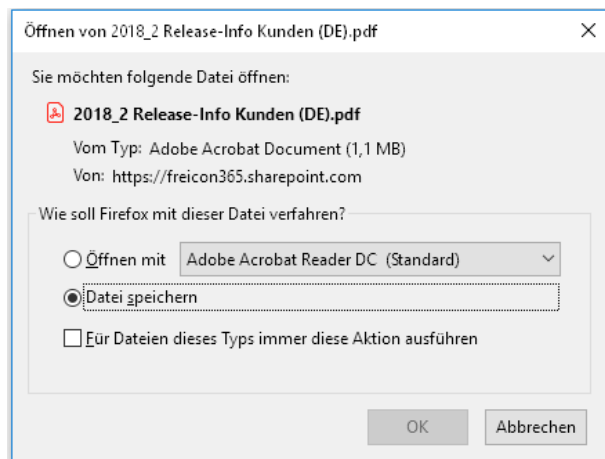 Öffnen von 2018_2 Release-Info Kunden (DE).pdf
Sie möchten folgende Datei öffnen:
2018_2 Release-Info Kunden (DE).pdf
Vom Typ: Adobe Acrobat Document (1,1 MB)
Von: https://freicon365.sharepoint.com
Wie soll Firefox mit dieser Datei verfahren?
Öffnen mit Adobe Acrobat Reader DC (Standard)
Datei speichern
Für Dateien dieses Typs immer diese Aktion ausführen
OK Abbrechen